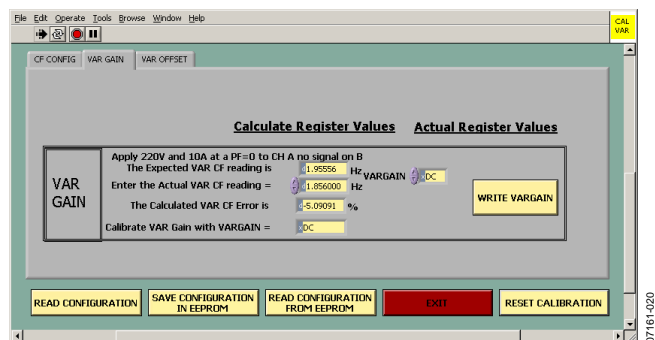 File Edit Operate Tools Browse Window Help
CAL
VAR
CF CONFIG VAR GAIN VAR OFFSET
Calculate Register Values Actual Register Values
VAR
GAIN
Apply 220V and 10A at a PF=0 to CH A no signal on B
The Expected VAR CF reading is d 1.95556 Hz
VARGAIN x DC
Enter the Actual VAR CF reading = d 1.856000 Hz
WRITE VARGAIN
The Calculated VAR CF Error is d -5.09091 %
Calibrate VAR Gain with VARGAIN = x DC
READ CONFIGURATION
SAVE CONFIGURATION
IN EEPROM
READ CONFIGURATION
FROM EEPROM
EXIT
RESET CALIBRATION
07161-020